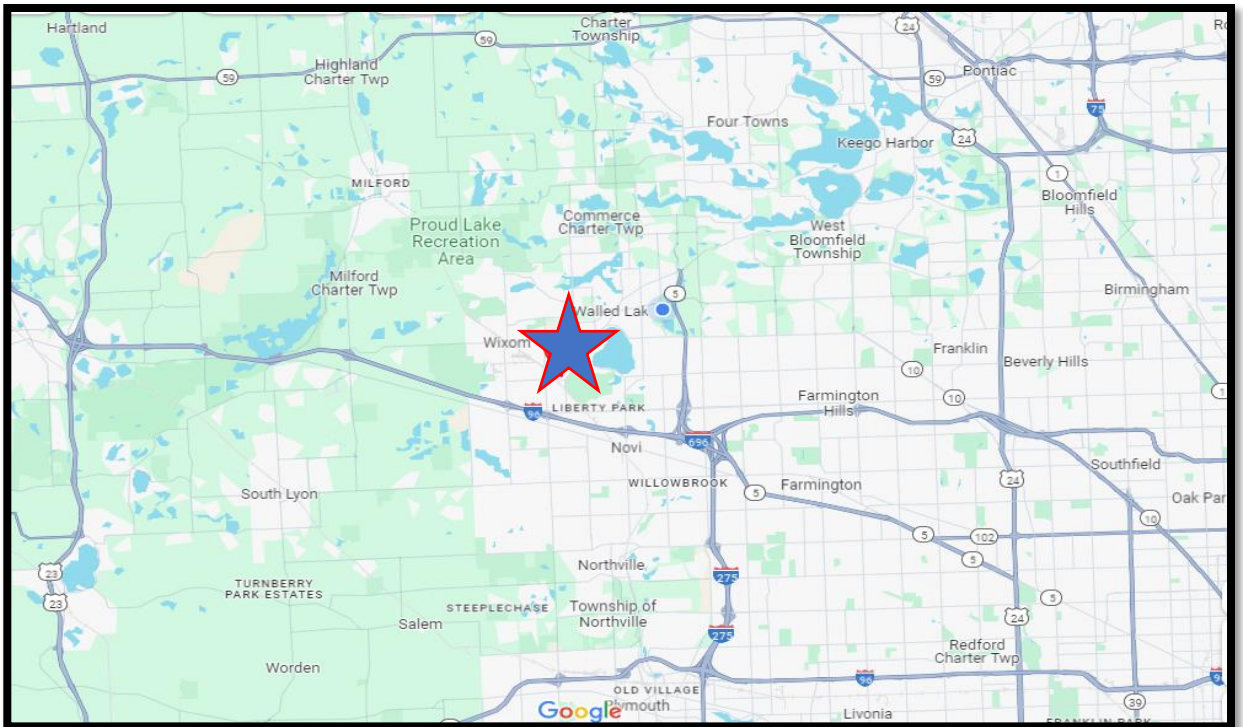 Hartland
Charter
Township
24
59
Highland
Charter Twp
59
59
Pontiac
75
Four Towns
24
Keego Harbor
MILFORD
1
Bloomfield
Hills
Proud Lake
Recreation
Area
Commerce
Charter Twp
West
Bloomfield
Township
Milford
Charter Twp
5
Birmingham
Walled Lak
Wixom
Franklin
Beverly Hills
10
1
10
Farmington
Hills
96
LIBERTY PARK
Novi
696
Southfield
WILLOWBROOK
Farmington
24
South Lyon
5
Oak Par
10
5
102
5
Northville
23
275
TURNBERRY
PARK ESTATES
23
STEEPLECHASE
Township of
Northville
5
24
Salem
275
Redford
Charter Twp
Worden
96
OLD VILLAGE
39
Google
Livonia